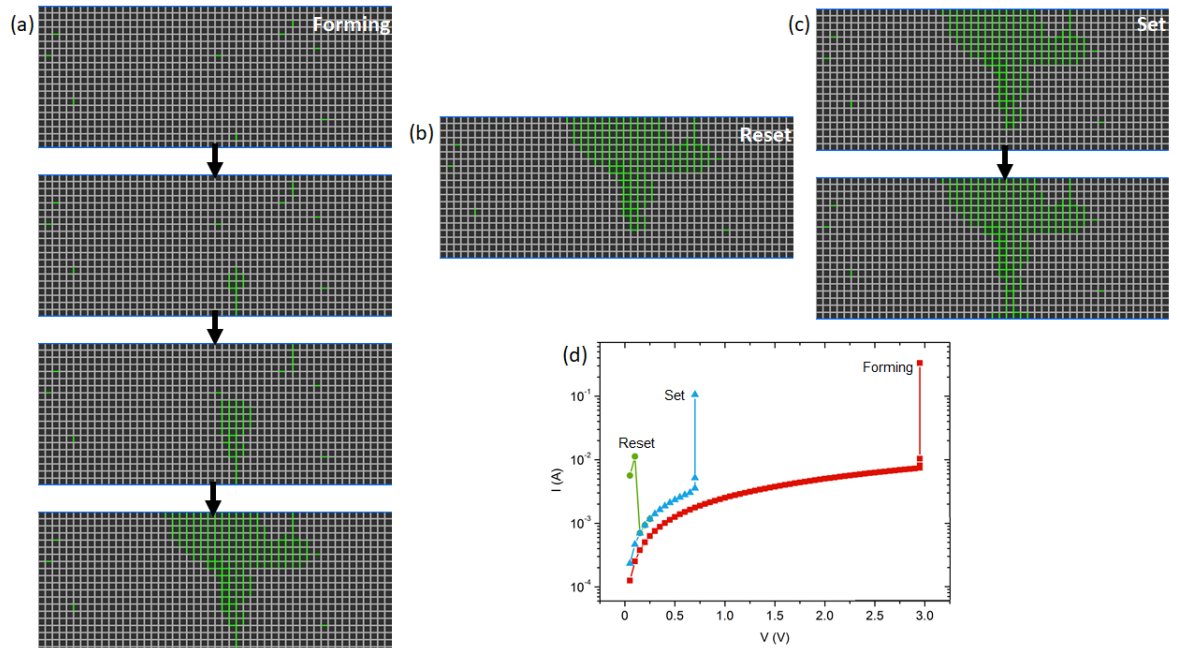 (a)
Forming
(b)
Reset
(c)
Set
(d)
Forming
Set
Reset
10⁻¹
10⁻²
10⁻³
10⁻⁴
I (A)
0 0.5 1.0 1.5 2.0 2.5 3.0
V (V)